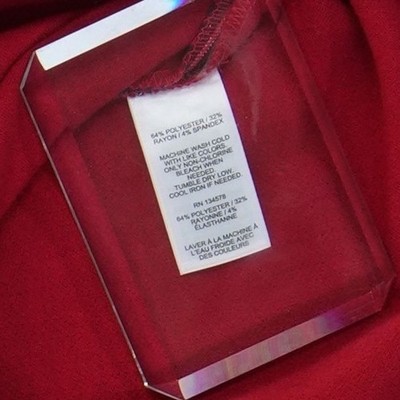 64% POLYESTER / 32%
RAYON / 4% SPANDEX
MACHINE WASH COLD
WITH LIKE COLORS.
ONLY NON-CHLORINE
BLEACH WHEN
NEEDED
TUMBLE DRY LOW.
COOL IRON IF NEEDED.
RN 134578
64% POLYESTER / 32%
RAYONNE / 4%
ÉLASTHANNE
LAVER À LA MACHINE À
L'EAU FROIDE AVEC
DES COULEURS